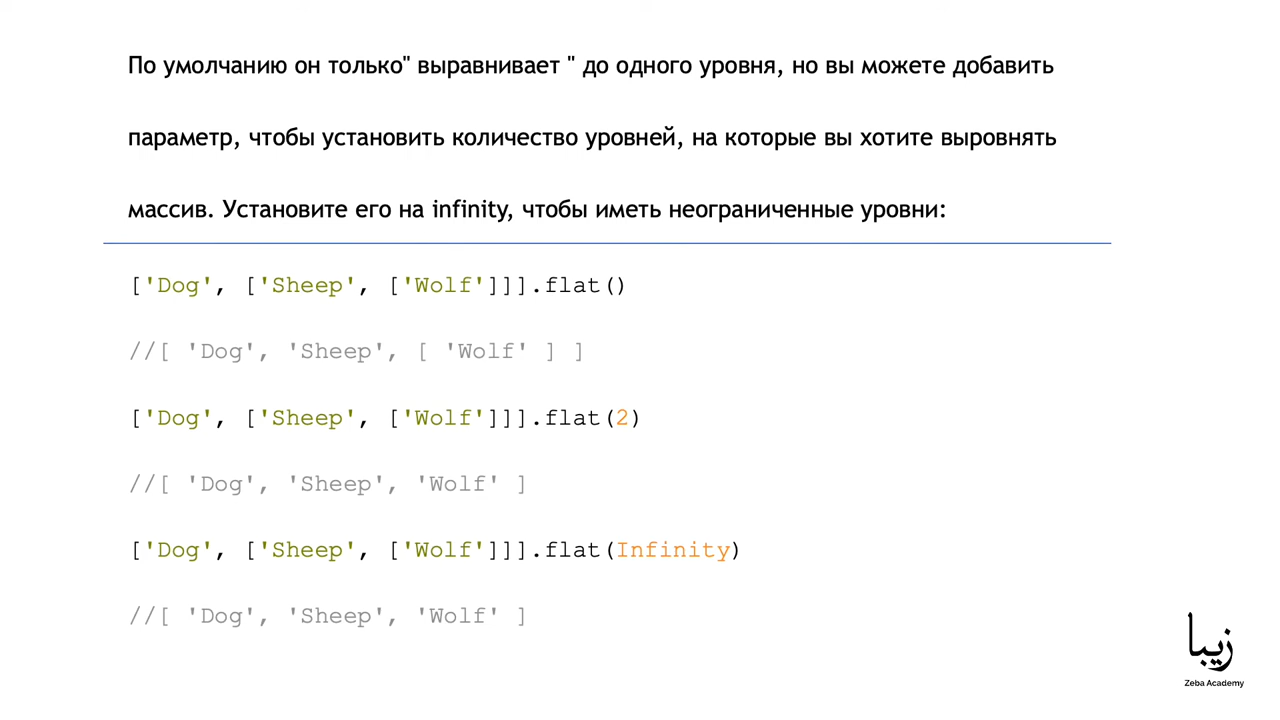 По умолчанию он только" выравнивает " до одного уровня, но вы можете добавить
параметр, чтобы установить количество уровней, на которые вы хотите выровнять
массив. Установите его на infinity, чтобы иметь неограниченные уровни:
['Dog', ['Sheep', ['Wolf']]].flat()
//[ 'Dog', 'Sheep', [ 'Wolf' ] ]
['Dog', ['Sheep', ['Wolf']]].flat(2)
//[ 'Dog', 'Sheep', 'Wolf' ]
['Dog', ['Sheep', ['Wolf']]].flat(Infinity)
//[ 'Dog', 'Sheep', 'Wolf' ]
زیبا
Zeba Academy